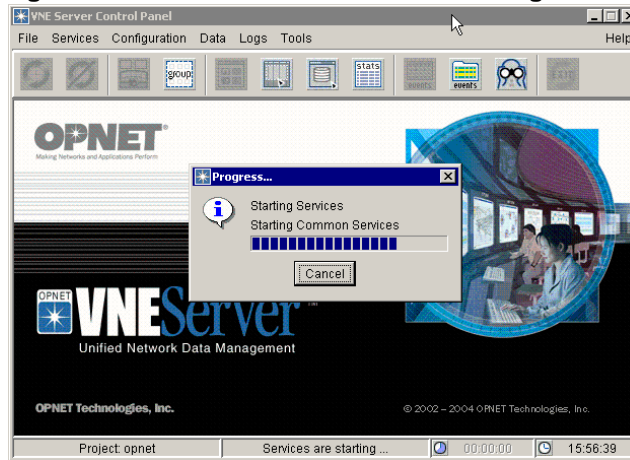 VNE Server Control Panel
File Services Configuration Data Logs Tools Help
group
stats
events
events
EXIT
OPNET®
Making Networks and Applications Perform
Progress...
Starting Services
Starting Common Services
Cancel
OPNET
VNEServer
Unified Network Data Management
OPNET Technologies, Inc.
© 2002 – 2004 OPNET Technologies, Inc.
Project: opnet
Services are starting ...
00:00:00
15:56:39